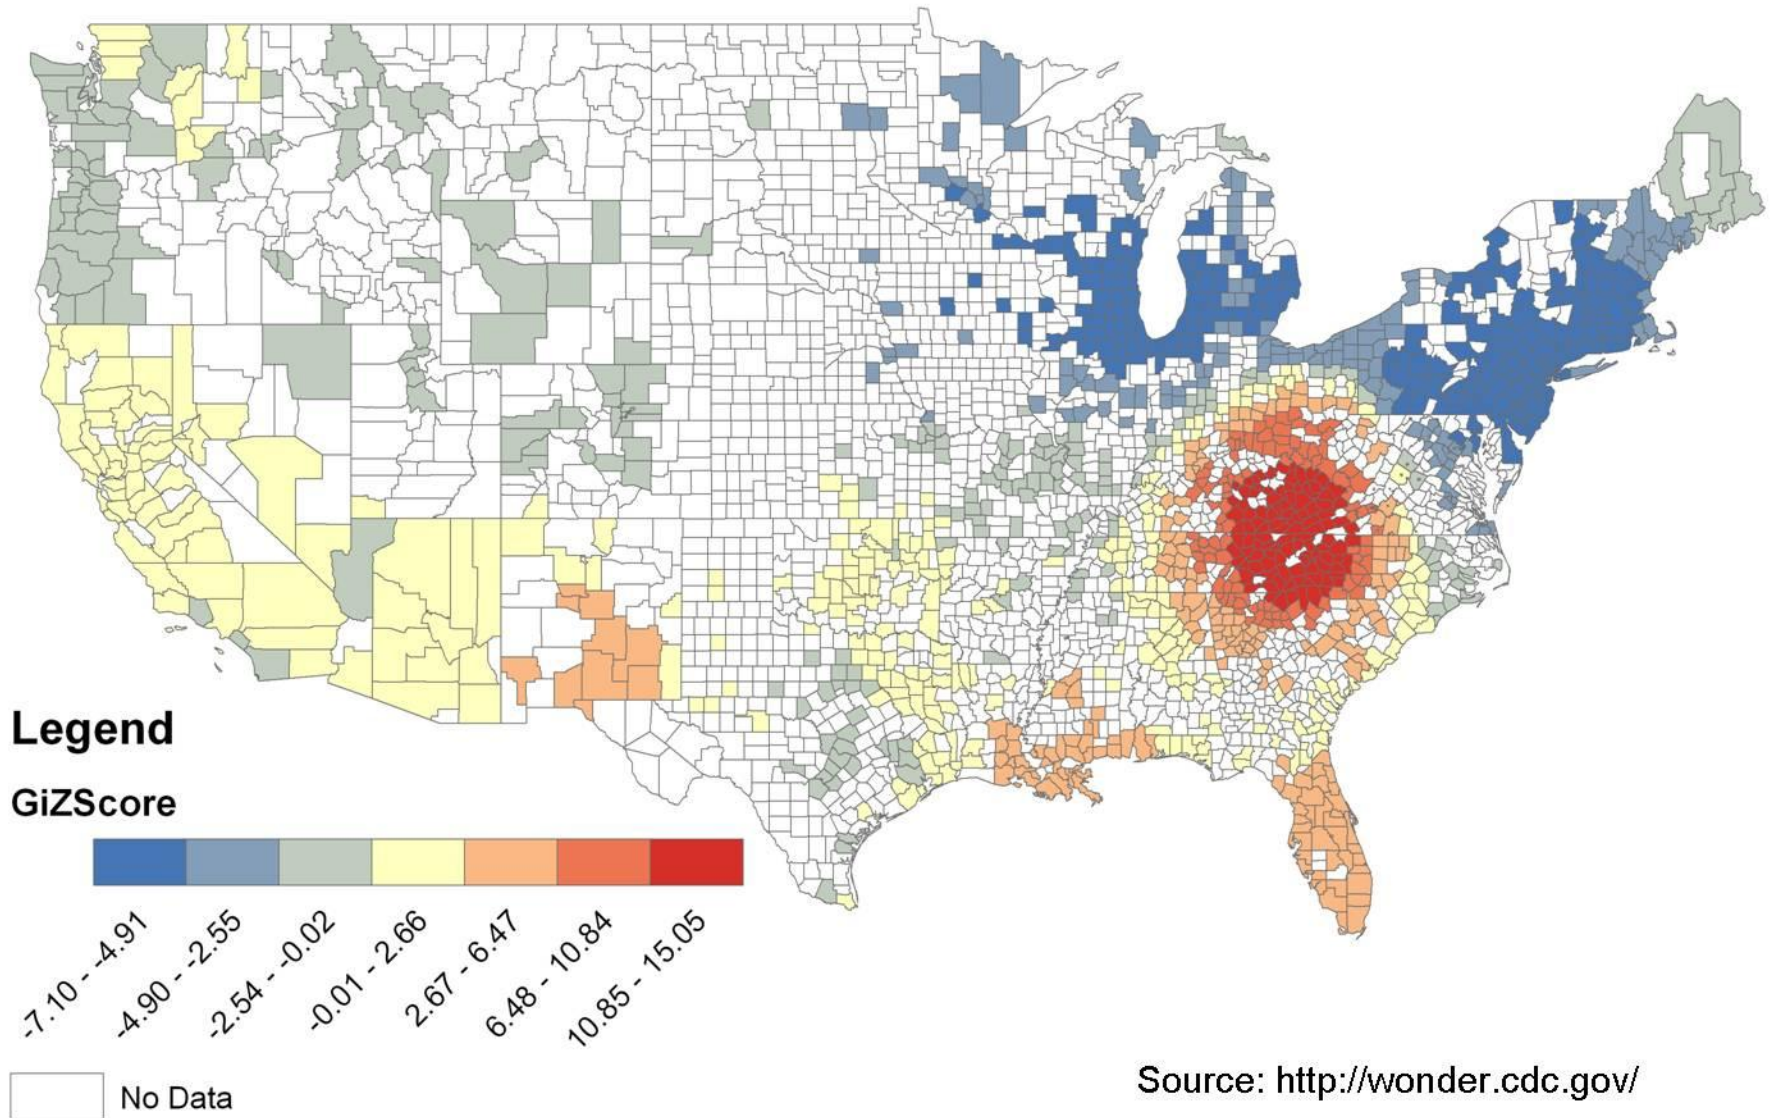 Legend
GiZScore
-7.10 - -4.91
-4.90 - -2.55
-2.54 - -0.02
-0.01 - 2.66
2.67 - 6.47
6.48 - 10.84
10.85 - 15.05
No Data
Source: http://wonder.cdc.gov/